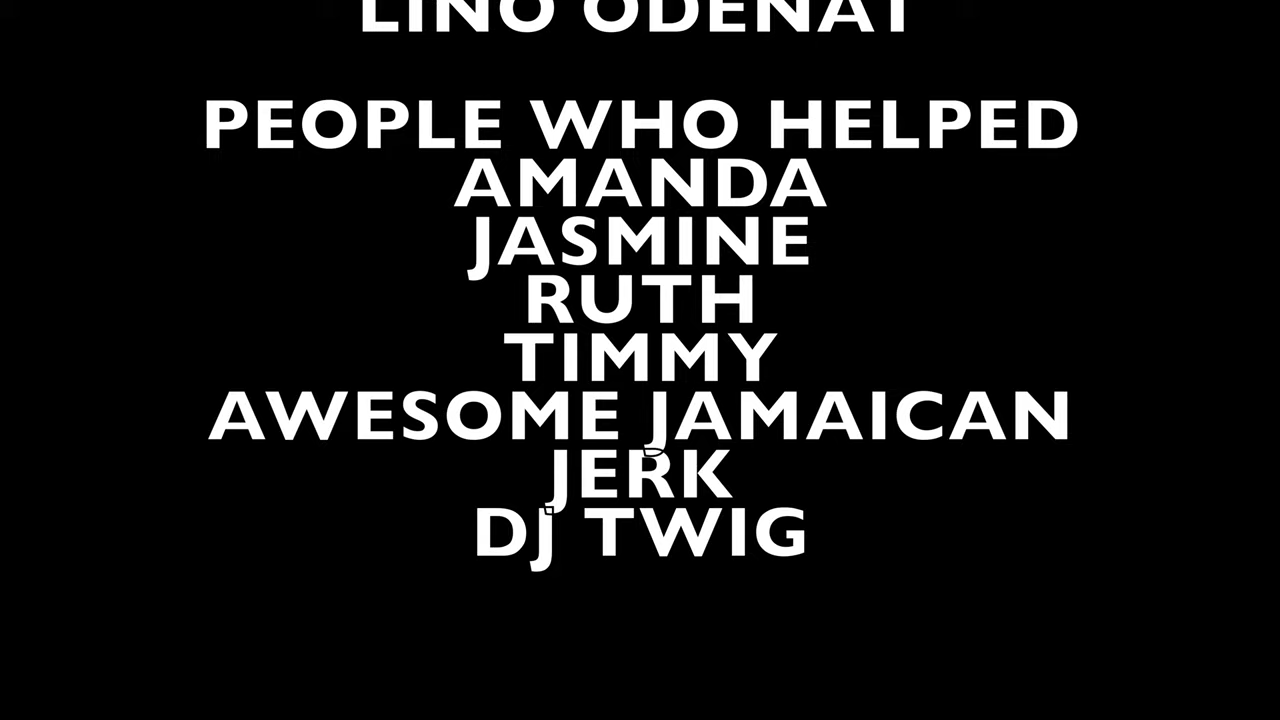 LINO ODENAT
PEOPLE WHO HELPED
AMANDA
JASMINE
RUTH
TIMMY
AWESOME JAMAICAN
JERK
DJ TWIG